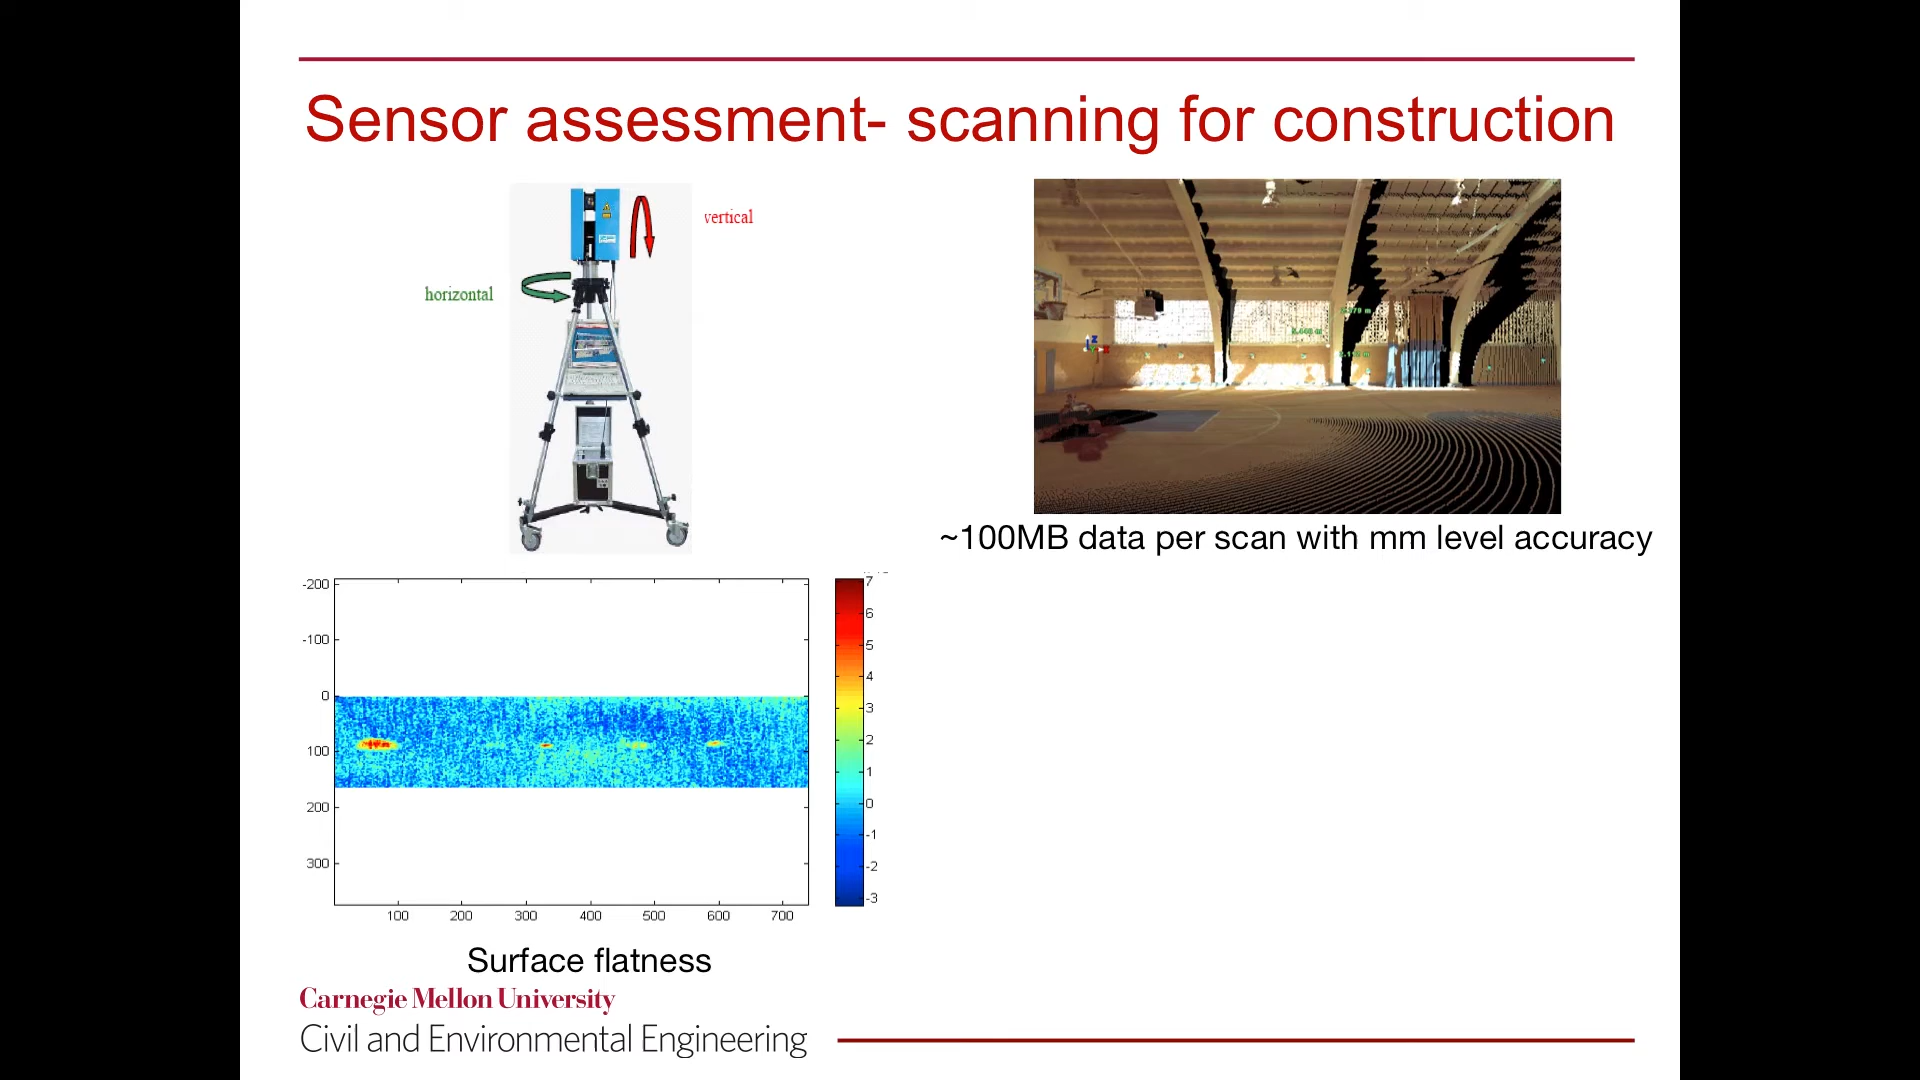 Sensor assessment- scanning for construction
vertical
horizontal
~100MB data per scan with mm level accuracy
-200
-100
0
100
200
300
100 200 300 400 500 600 700
7
6
5
4
3
2
1
0
-1
-2
-3
Surface flatness
Carnegie Mellon University
Civil and Environmental Engineering